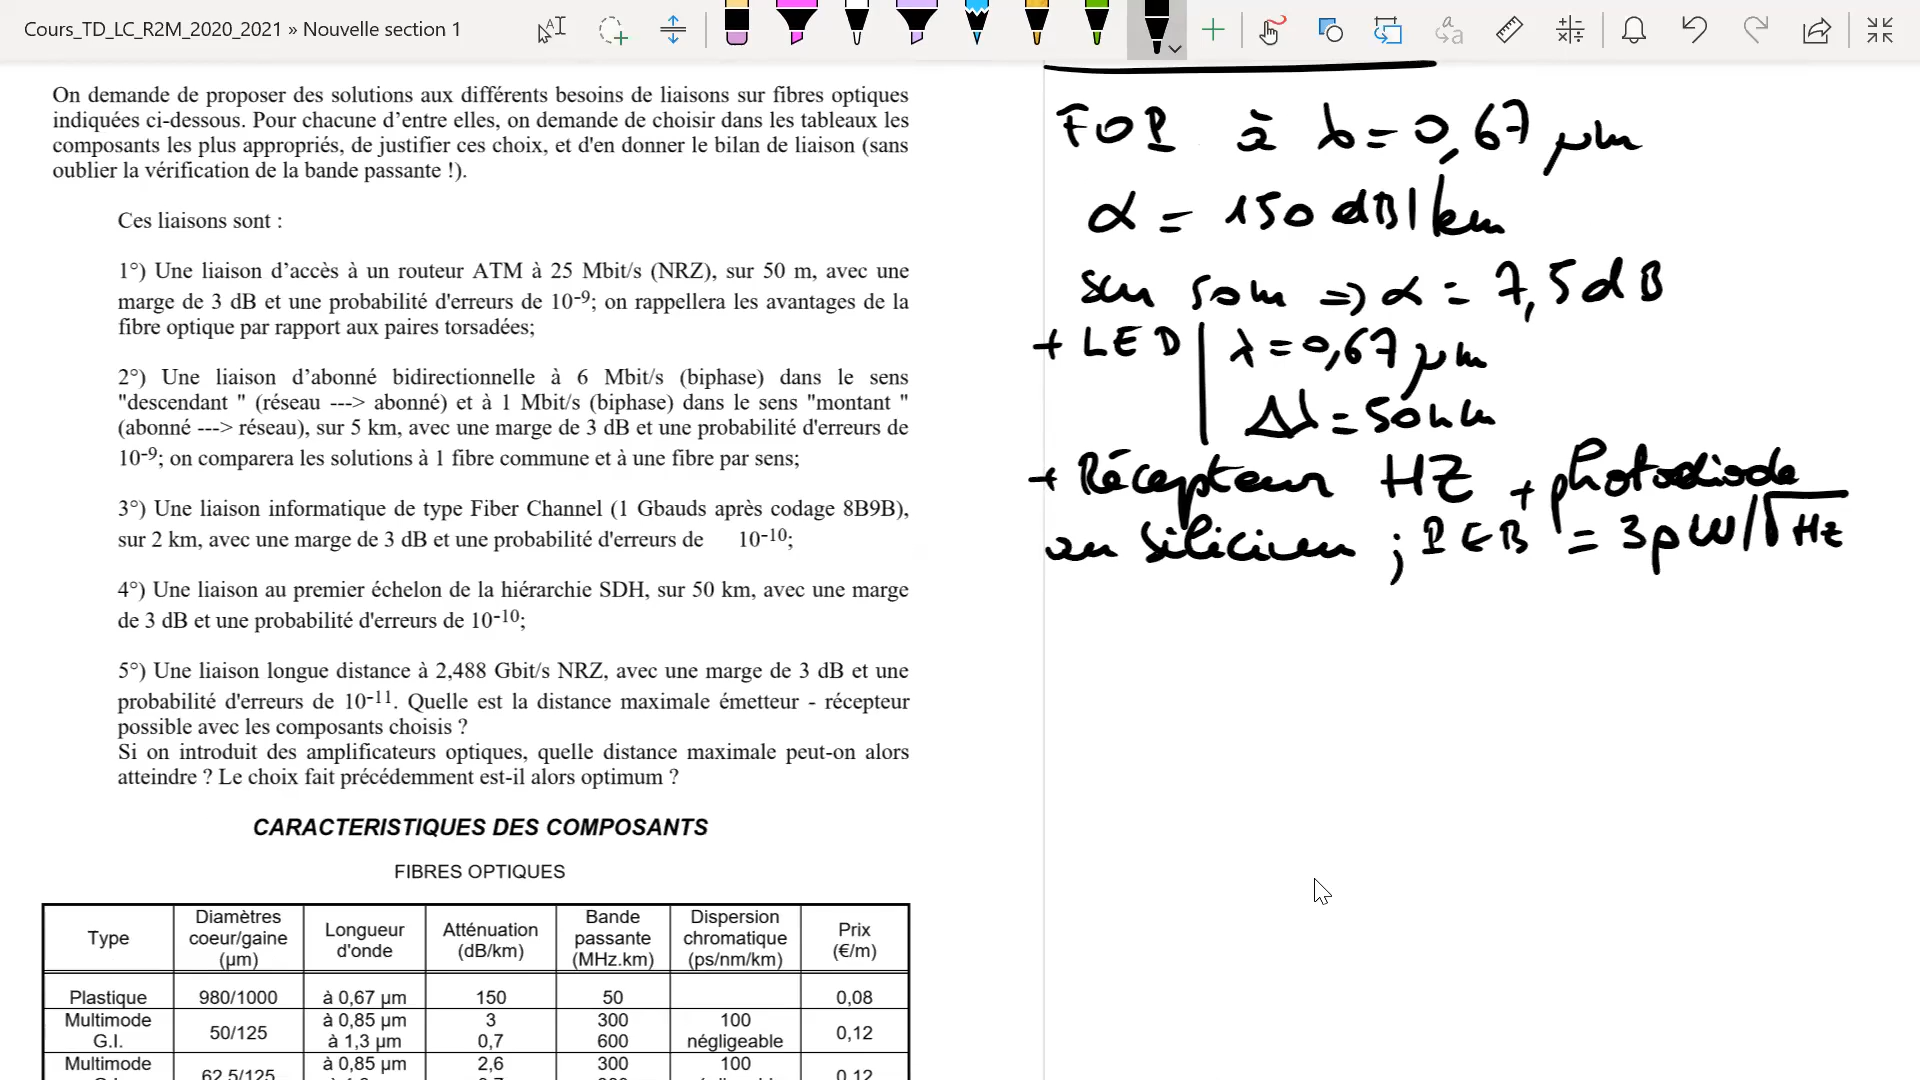 Cours_TD_LC_R2M_2020_2021 » Nouvelle section 1
On demande de proposer des solutions aux différents besoins de liaisons sur fibres optiques
indiquées ci-dessous. Pour chacune d'entre elles, on demande de choisir dans les tableaux les
composants les plus appropriés, de justifier ces choix, et d'en donner le bilan de liaison (sans
oublier la vérification de la bande passante !).
Ces liaisons sont :
1°) Une liaison d'accès à un routeur ATM à 25 Mbit/s (NRZ), sur 50 m, avec une
marge de 3 dB et une probabilité d'erreurs de 10-9; on rappellera les avantages de la
fibre optique par rapport aux paires torsadées;
2°) Une liaison d'abonné bidirectionnelle à 6 Mbit/s (biphase) dans le sens
"descendant " (réseau ---> abonné) et à 1 Mbit/s (biphase) dans le sens "montant "
(abonné ---> réseau), sur 5 km, avec une marge de 3 dB et une probabilité d'erreurs de
10-9; on comparera les solutions à 1 fibre commune et à une fibre par sens;
3°) Une liaison informatique de type Fiber Channel (1 Gbauds après codage 8B9B),
sur 2 km, avec une marge de 3 dB et une probabilité d'erreurs de 10-10;
4°) Une liaison au premier échelon de la hiérarchie SDH, sur 50 km, avec une marge
de 3 dB et une probabilité d'erreurs de 10-10;
5°) Une liaison longue distance à 2,488 Gbit/s NRZ, avec une marge de 3 dB et une
probabilité d'erreurs de 10-11. Quelle est la distance maximale émetteur - récepteur
possible avec les composants choisis ?
Si on introduit des amplificateurs optiques, quelle distance maximale peut-on alors
atteindre ? Le choix fait précédemment est-il alors optimum ?
CARACTERISTIQUES DES COMPOSANTS
FIBRES OPTIQUES
Type Diamètres coeur/gaine (µm) Longueur d'onde Atténuation (dB/km) Bande passante (MHz.km) Dispersion chromatique (ps/nm/km) Prix (€/m)
Plastique 980/1000 à 0,67 µm 150 50 0,08
Multimode G.I. 50/125 à 0,85 µm 3 300 100 0,12
à 1,3 µm 0,7 600 négligeable
Multimode 62,5/125 à 0,85 µm 2,6 300 100 0,12
FOP à λ = 0,67 µm
α = 150 dB/km
sur 50m => α = 7,5 dB
+ LED | λ = 0,67 µm
Δλ = 50nm
+ Récepteur HZ + photodiode
au silicium ; PEB = 3pW/√Hz